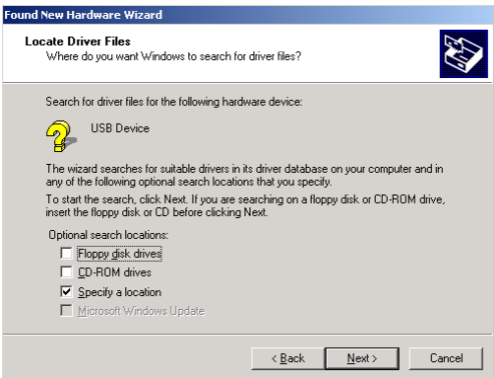 Found New Hardware Wizard
Locate Driver Files
Where do you want Windows to search for driver files?
Search for driver files for the following hardware device:
USB Device
The wizard searches for suitable drivers in its driver database on your computer and in
any of the following optional search locations that you specify.
To start the search, click Next. If you are searching on a floppy disk or CD-ROM drive,
insert the floppy disk or CD before clicking Next.
Optional search locations:
Floppy disk drives
CD-ROM drives
Specify a location
Microsoft Windows Update
< Back Next > Cancel